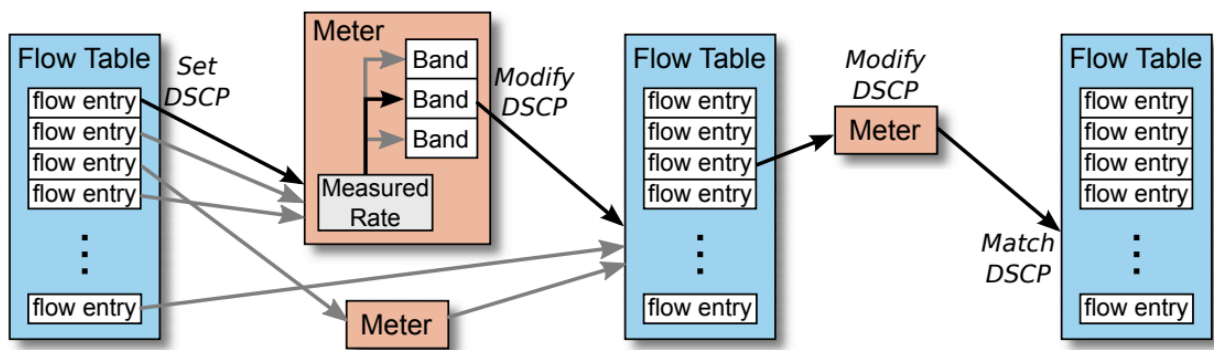 Flow Table
flow entry
flow entry
flow entry
flow entry
flow entry
Set
DSCP
Meter
Band
Band
Band
Measured
Rate
Modify
DSCP
Meter
Flow Table
flow entry
flow entry
flow entry
flow entry
flow entry
Modify
DSCP
Meter
Match
DSCP
Flow Table
flow entry
flow entry
flow entry
flow entry
flow entry